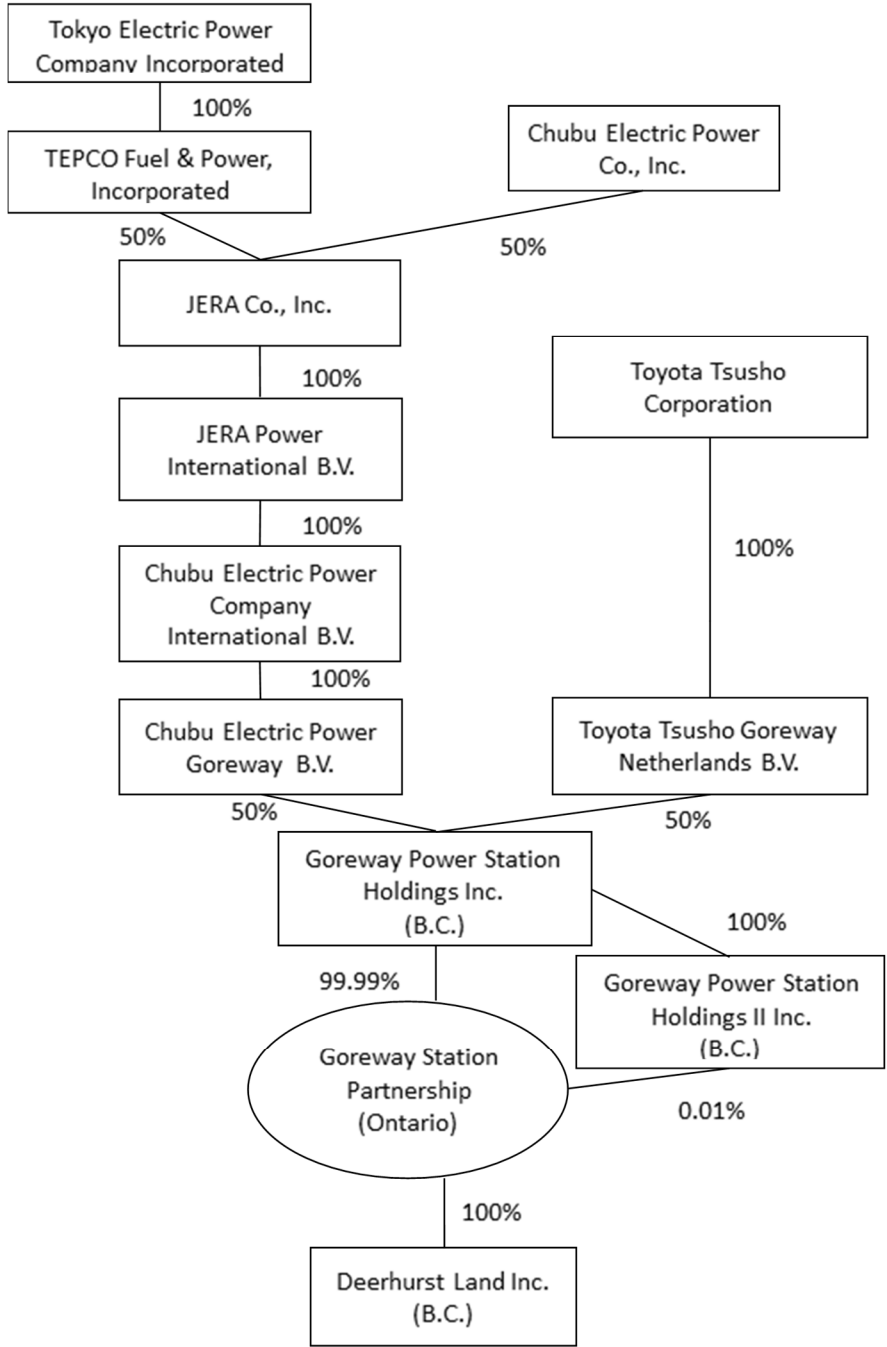 Tokyo Electric Power
Company Incorporated
100%
TEPCO Fuel & Power,
Incorporated
Chubu Electric Power
Co., Inc.
50%
50%
JERA Co., Inc.
100%
Toyota Tsusho
Corporation
JERA Power
International B.V.
100%
100%
Chubu Electric Power
Company
International B.V.
100%
Chubu Electric Power
Goreway B.V.
Toyota Tsusho Goreway
Netherlands B.V.
50%
50%
Goreway Power Station
Holdings Inc.
(B.C.)
100%
99.99%
Goreway Power Station
Holdings II Inc.
(B.C.)
Goreway Station
Partnership
(Ontario)
0.01%
100%
Deerhurst Land Inc.
(B.C.)